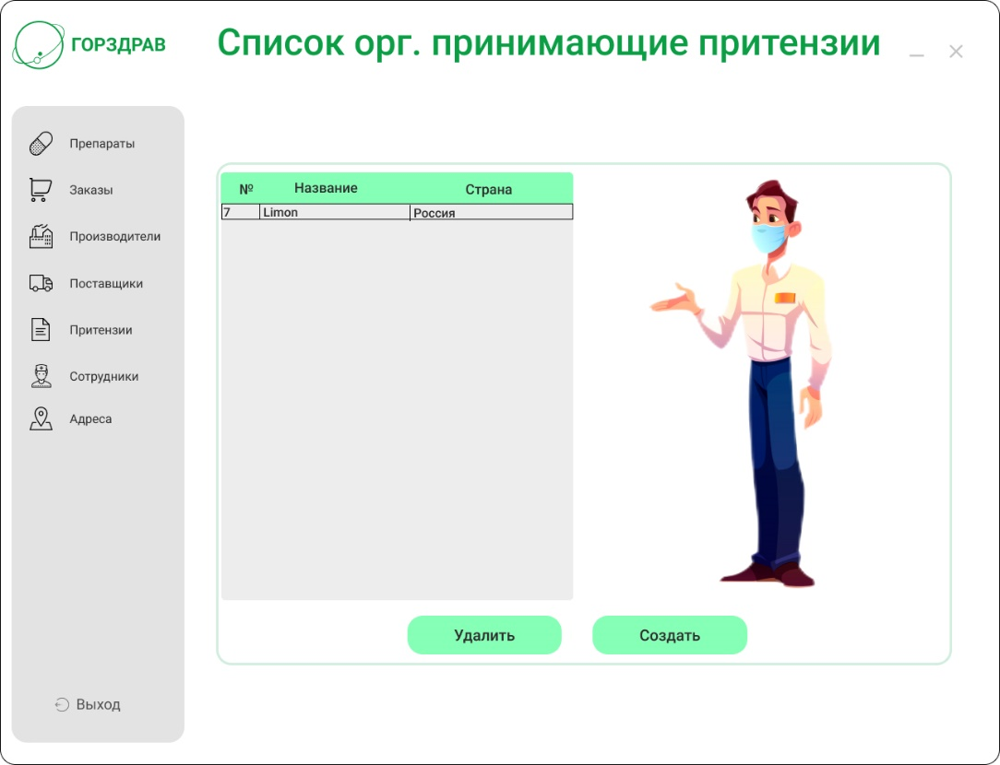 ГОРЗДРАВ
Список орг. принимающие притензии
Препараты
Заказы
Производители
Поставщики
Притензии
Сотрудники
Адреса
Выход
№ Название Страна
7 Limon Россия
Удалить Создать